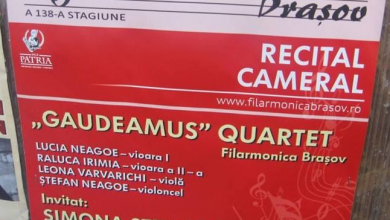 Brașov
A 138-A STAGIUNE
PATRIA
RECITAL
CAMERAL
www.filarmonicabrasov.ro
„GAUDEAMUS” QUARTET
Filarmonica Brașov
LUCIA NEAGOE – vioara I
RALUCA IRIMIA – vioara a II – a
LEONA VARVARICHI – violă
ȘTEFAN NEAGOE – violoncel
Invitat:
SIMONA